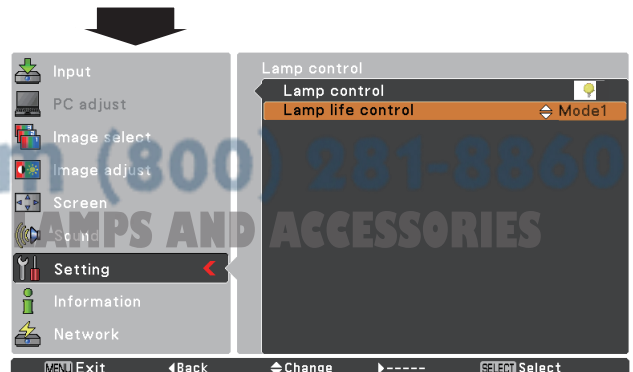 Input
PC adjust
Image select
Image adjust
Screen
Sound
Setting
Information
Network
Lamp control
Lamp control
Lamp life control Mode1
m (800) 281-8860
LAMPS AND ACCESSORIES
MENU Exit Back Change ----- SELECT Select